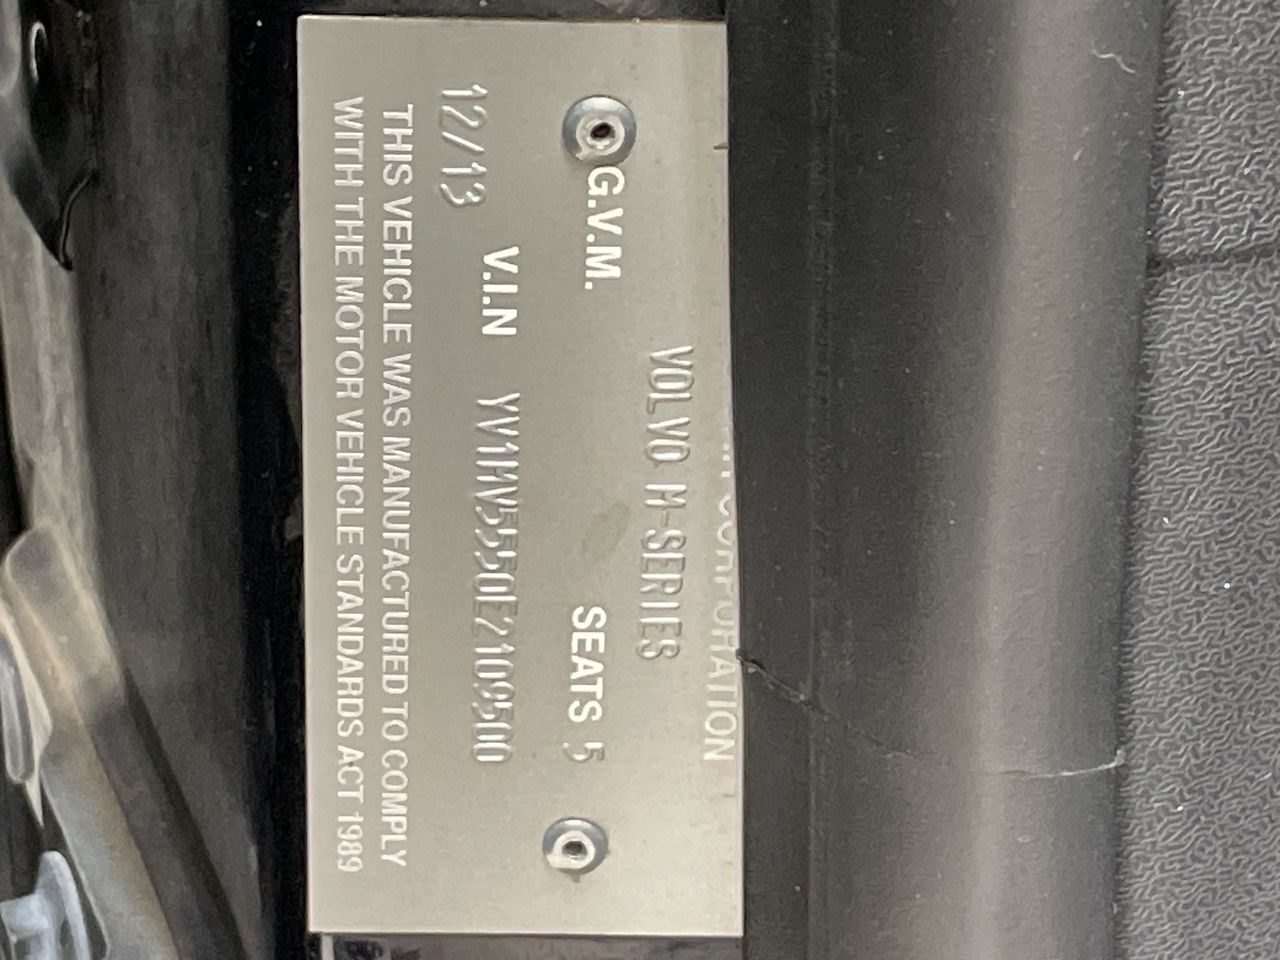 CORPORATION
VOLVO M-SERIES
G.V.M. SEATS 5
V.I.N YV1MV5550E2109500
12/13
THIS VEHICLE WAS MANUFACTURED TO COMPLY
WITH THE MOTOR VEHICLE STANDARDS ACT 1989